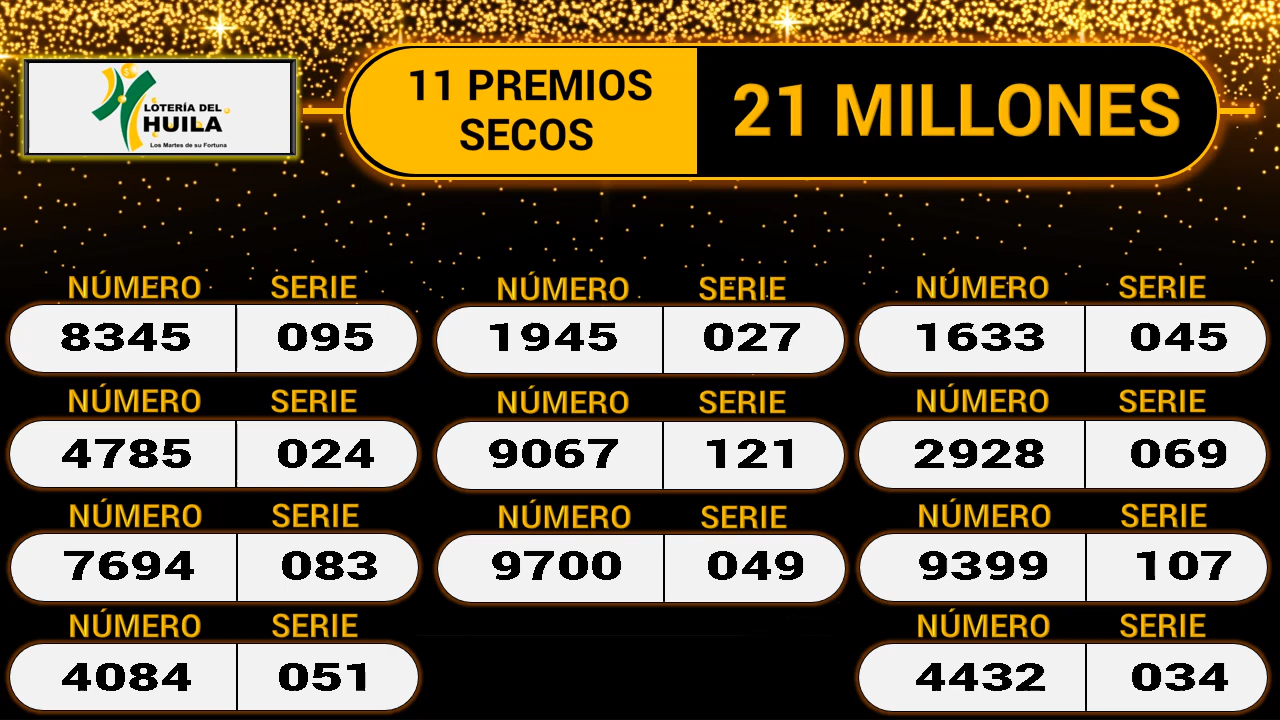 LOTERÍA DEL
HUILA
Los Martes de su Fortuna
11 PREMIOS
SECOS
21 MILLONES
NÚMERO SERIE NÚMERO SERIE NÚMERO SERIE
8345 095 1945 027 1633 045
NÚMERO SERIE NÚMERO SERIE NÚMERO SERIE
4785 024 9067 121 2928 069
NÚMERO SERIE NÚMERO SERIE NÚMERO SERIE
7694 083 9700 049 9399 107
NÚMERO SERIE NÚMERO SERIE
4084 051 4432 034